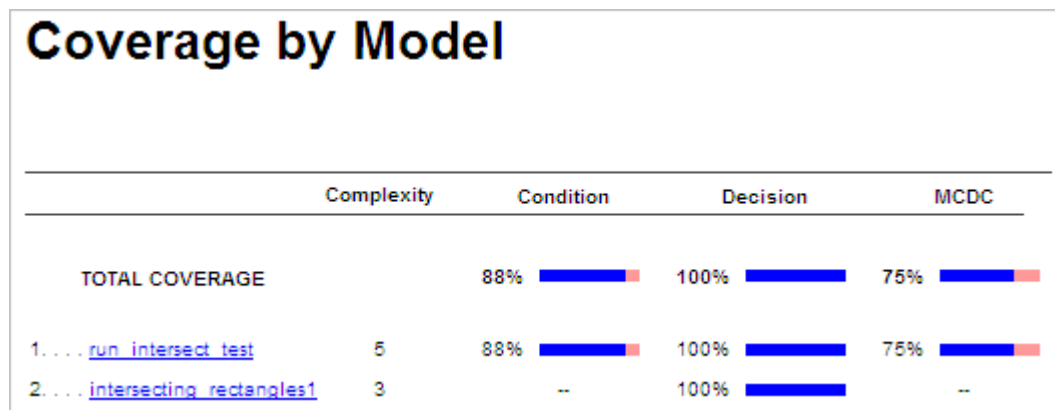 Coverage by Model
Complexity Condition Decision MCDC
TOTAL COVERAGE 88% 100% 75%
1. . . . run_intersect_test 5 88% 100% 75%
2. . . . intersecting_rectangles1 3 -- 100% --